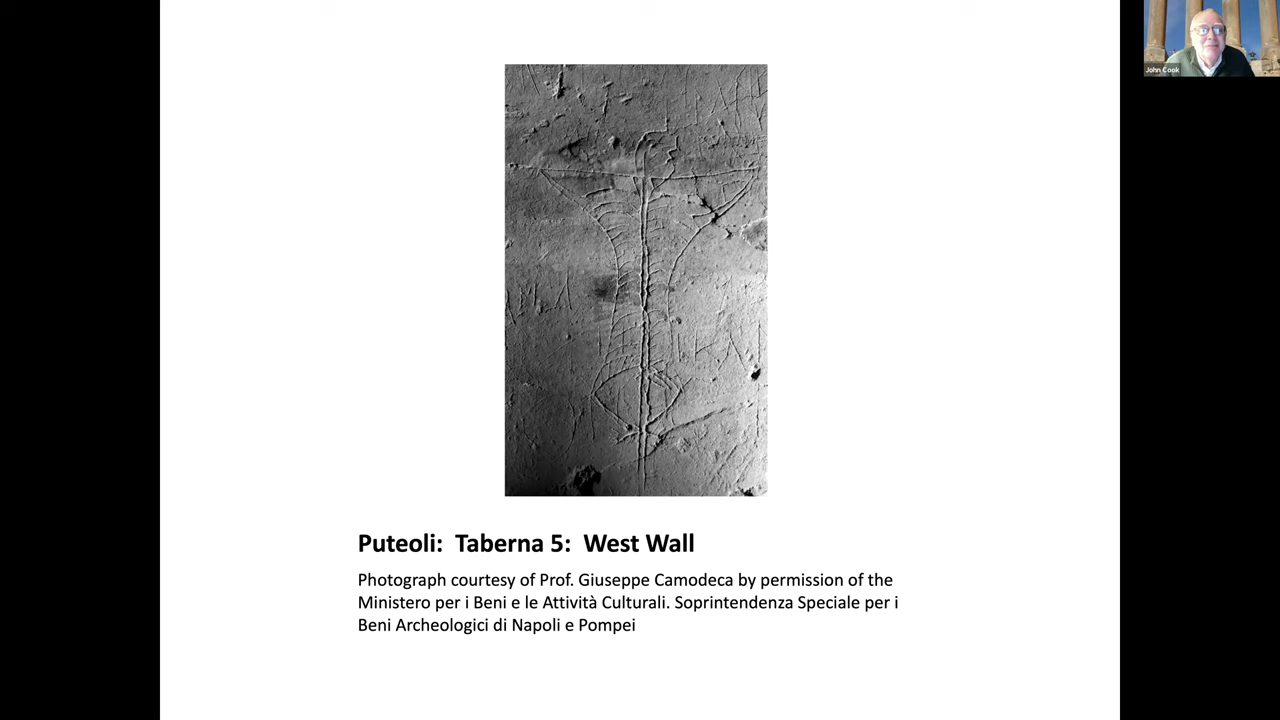 John Cook
Puteoli: Taberna 5: West Wall
Photograph courtesy of Prof. Giuseppe Camodeca by permission of the
Ministero per i Beni e le Attività Culturali. Soprintendenza Speciale per i
Beni Archeologici di Napoli e Pompei